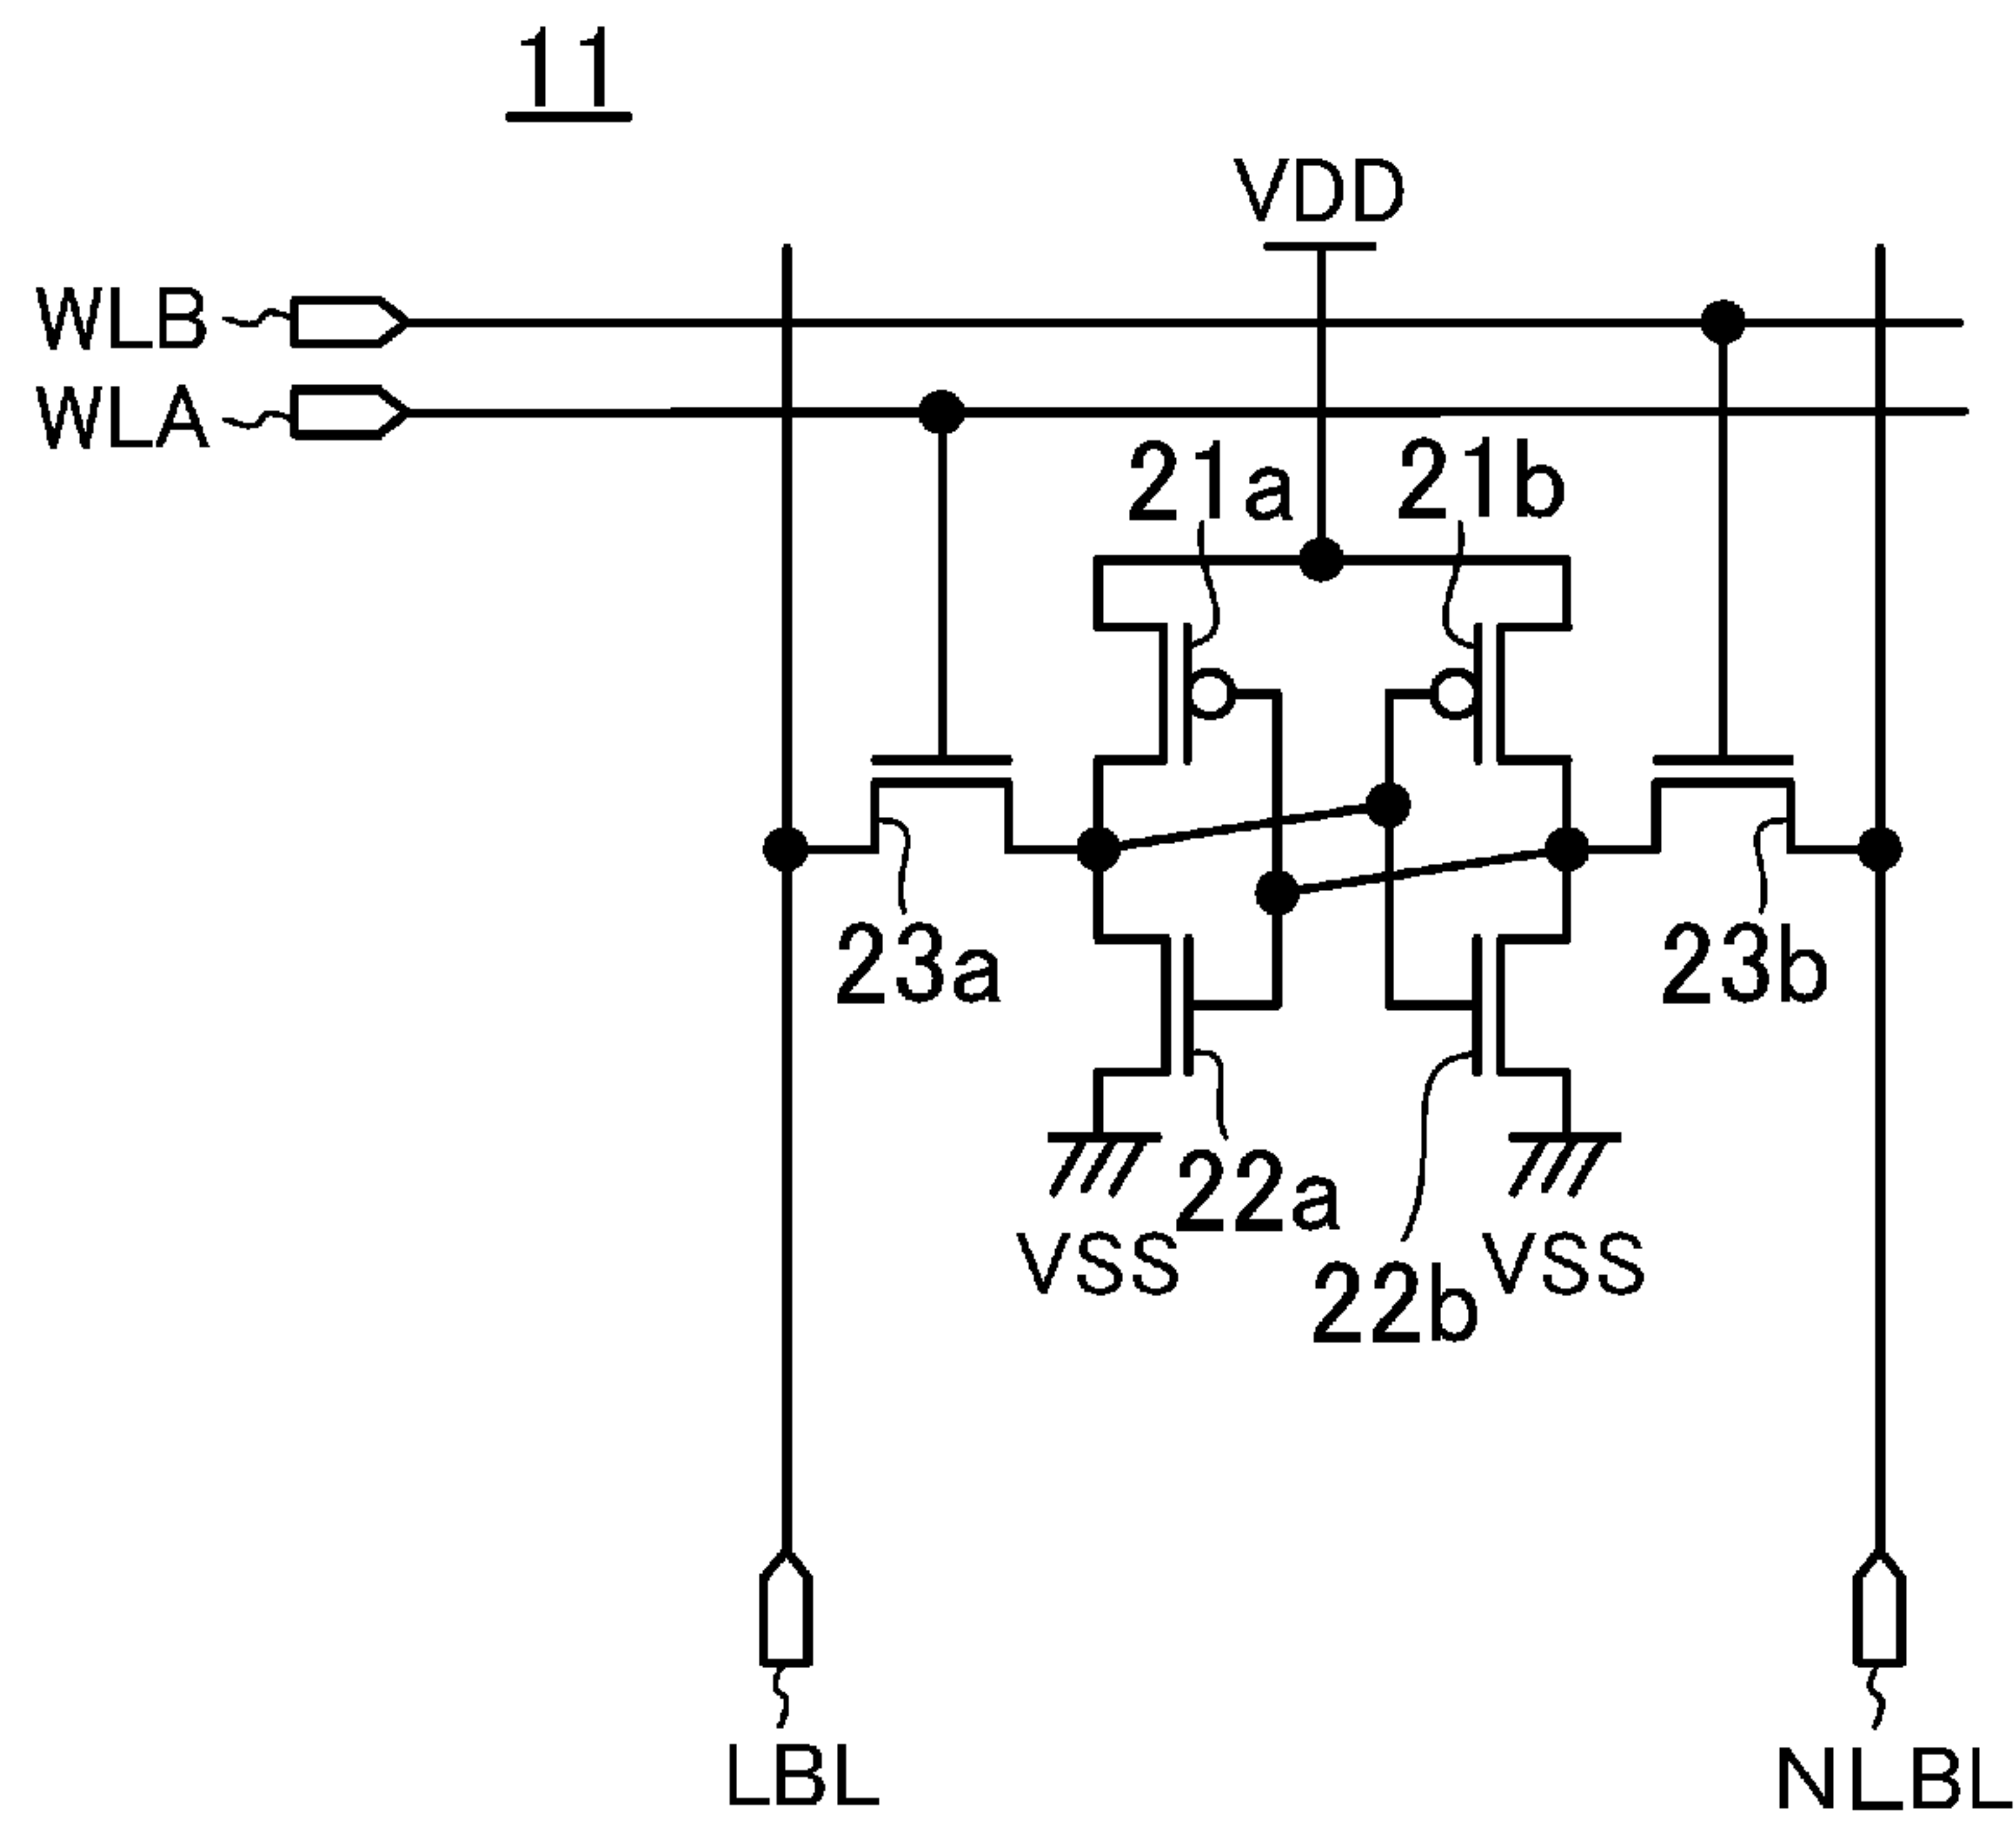 11
VDD
WLB
WLA
21a 21b
23a 23b
22a
VSS VSS
22b
LBL NLBL